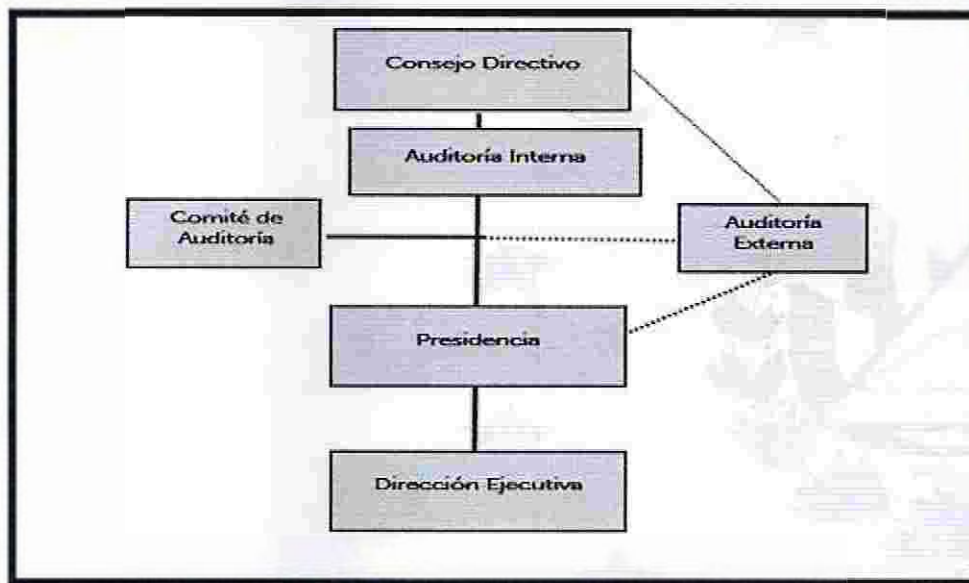 Consejo Directivo
Auditoría Interna
Comité de
Auditoría
Auditoría
Externa
Presidencia
Dirección Ejecutiva